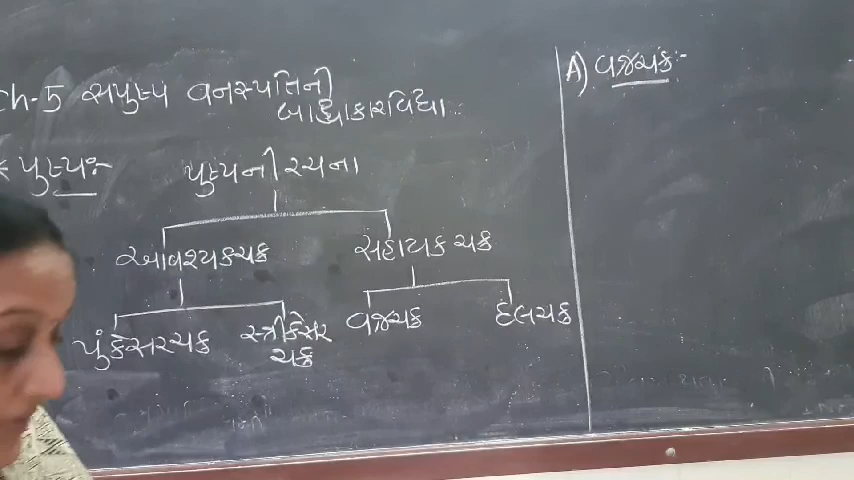 Ch-5 સપુષ્પ વનસ્પતિની
બાહ્યાકારવિદ્યા
* પુષ્પ:-
પુષ્પની રચના
આવશ્યકચક્ર
સહાયક ચક્ર
પુંકેસરચક્ર
સ્ત્રીકેસર
ચક્ર
વજ્રચક્ર
દલચક્ર
A) વજ્રચક્ર:-